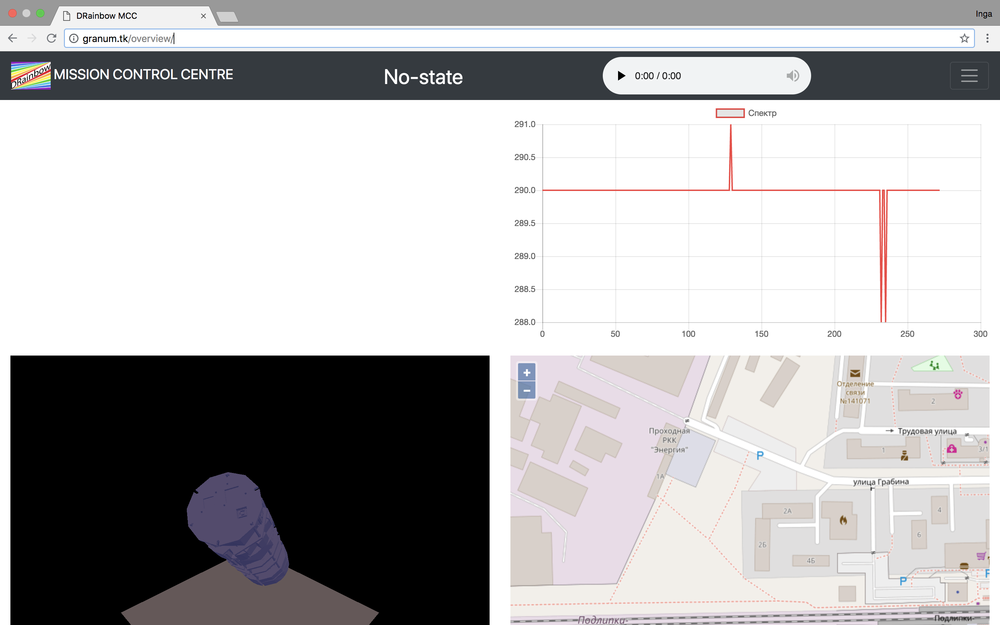 DRainbow MCC
Inga
granum.tk/overview/
DRainbow
MISSION CONTROL CENTRE
No-state
0:00 / 0:00
Спектр
291.0
290.5
290.0
289.5
289.0
288.5
288.0
0 50 100 150 200 250 300
+
−
Отделение
связи
№141071
2
Проходная
РКК
"Энергия"
1А
P
→ Трудовая улица
1
3/1
улица Грабина
2А
4
2Б
6
4Б
P
P
Подлипки-
Подлипки-